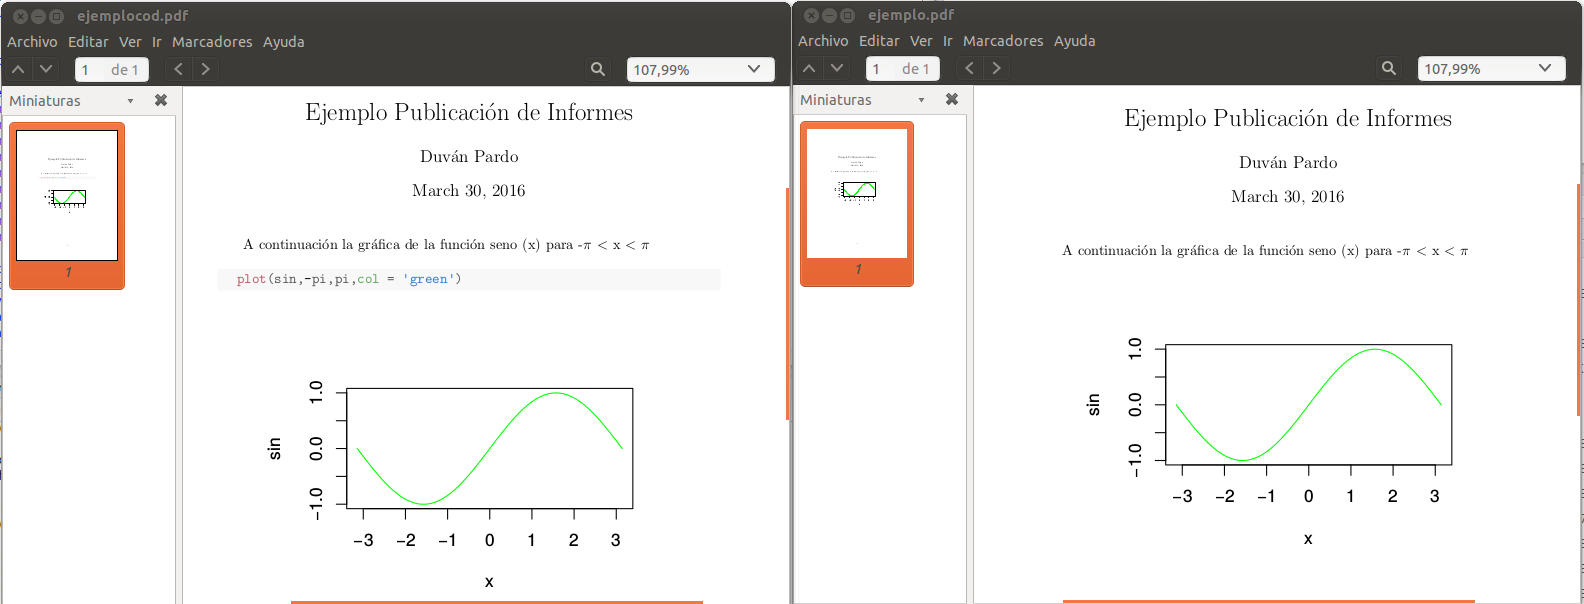 ejemplocod.pdf
Archivo Editar Ver Ir Marcadores Ayuda
1 de 1 107,99%
Miniaturas
1
Ejemplo Publicación de Informes
Duván Pardo
March 30, 2016
A continuación la gráfica de la función seno (x) para -π < x < π
plot(sin,-pi,pi,col = 'green')
sin
1.0
0.0
-1.0
-3 -2 -1 0 1 2 3
x
ejemplo.pdf
Archivo Editar Ver Ir Marcadores Ayuda
1 de 1 107,99%
Miniaturas
1
Ejemplo Publicación de Informes
Duván Pardo
March 30, 2016
A continuación la gráfica de la función seno (x) para -π < x < π
sin
1.0
0.0
-1.0
-3 -2 -1 0 1 2 3
x